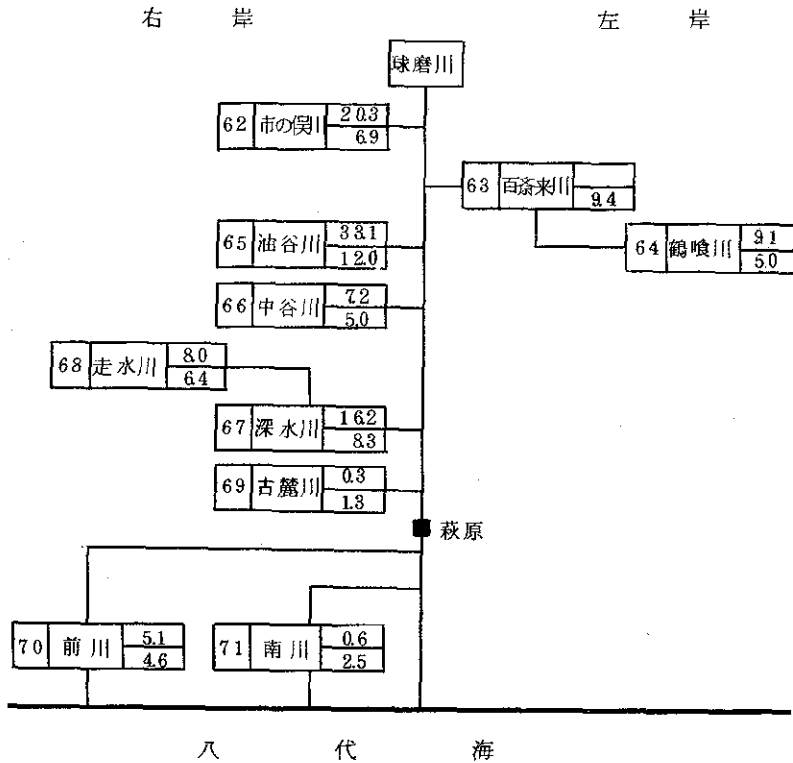 右岸 左岸
球磨川
62 市の俣川 20.3 6.9
63 百済来川 9.4
64 鶴喰川 9.1 5.0
65 油谷川 33.1 12.0
66 中谷川 7.2 5.0
68 走水川 8.0 6.4
67 深水川 16.2 8.3
69 古麓川 0.3 1.3
萩原
70 前川 5.1 4.6
71 南川 0.6 2.5
八代海